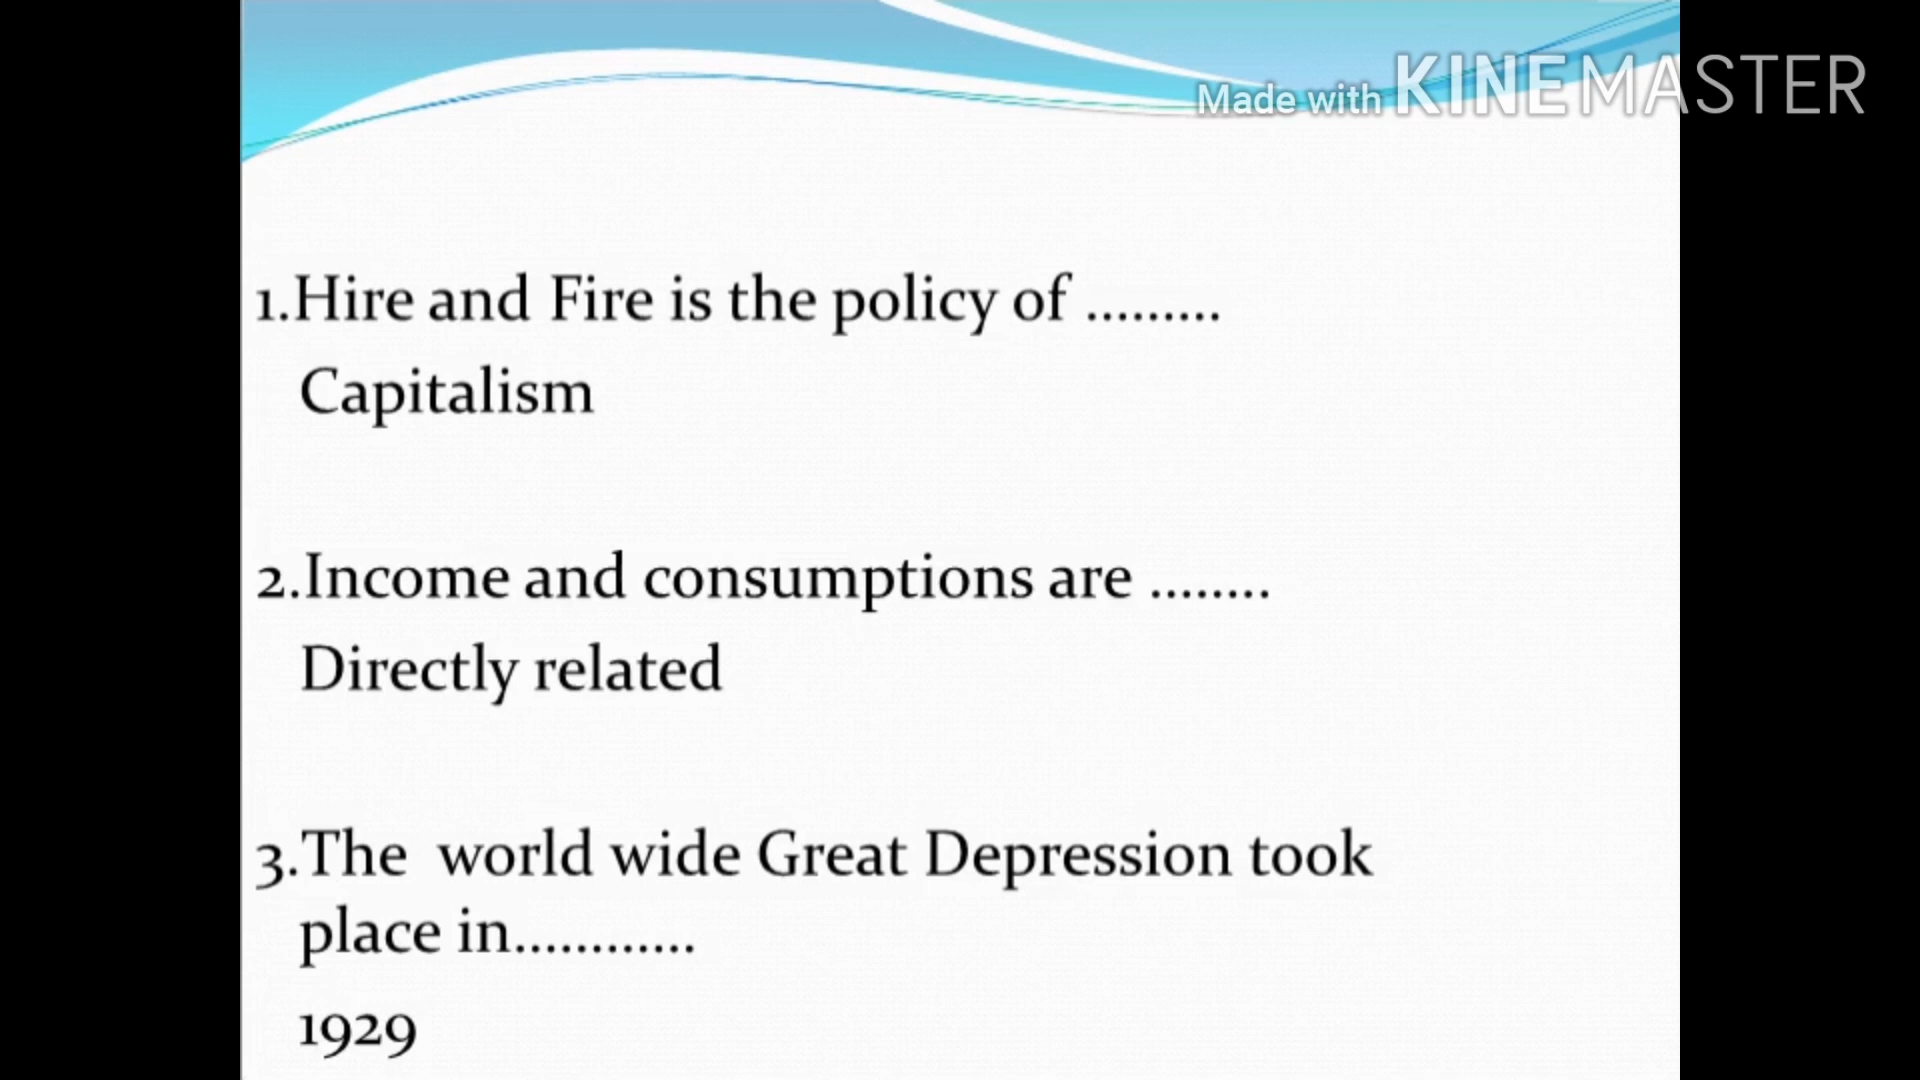 Made with KINEMASTER
1.Hire and Fire is the policy of .........
Capitalism
2.Income and consumptions are ........
Directly related
3.The world wide Great Depression took
place in............
1929